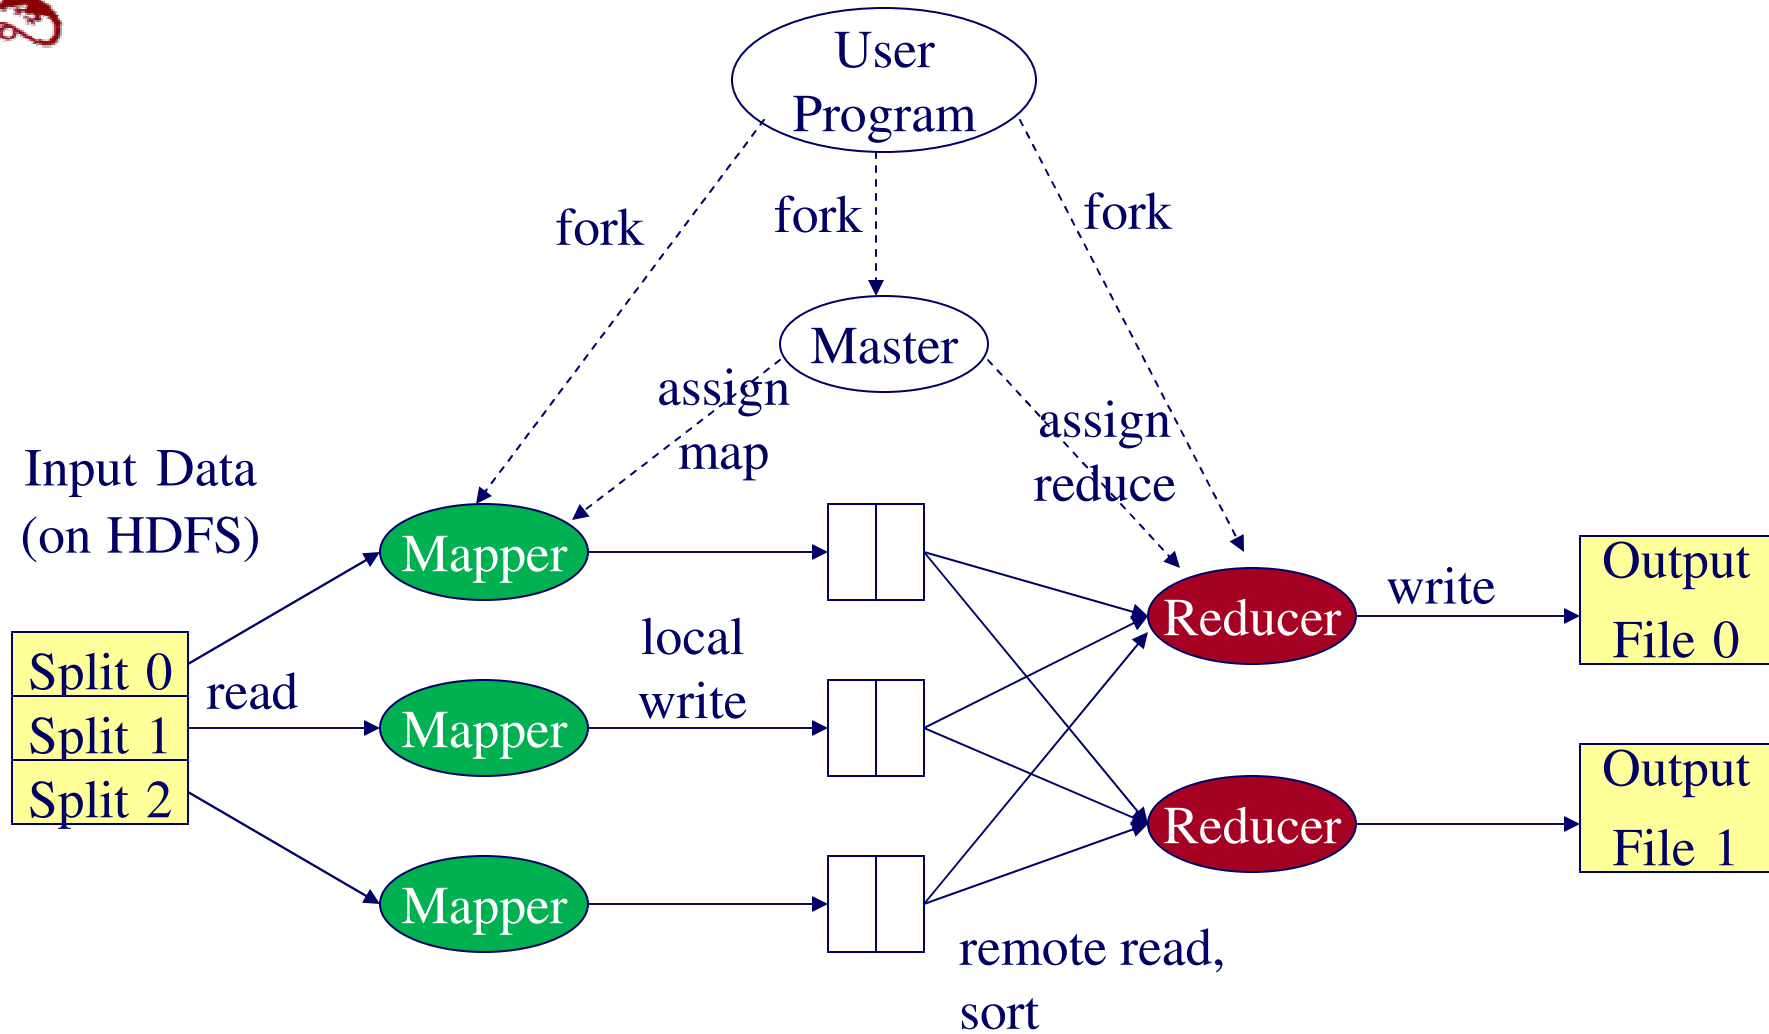 User
Program
fork
fork
fork
Master
assign
map
assign
reduce
Input Data
(on HDFS)
Split 0
Split 1
Split 2
read
Mapper
Mapper
Mapper
local
write
remote read,
sort
Reducer
Reducer
write
Output
File 0
Output
File 1